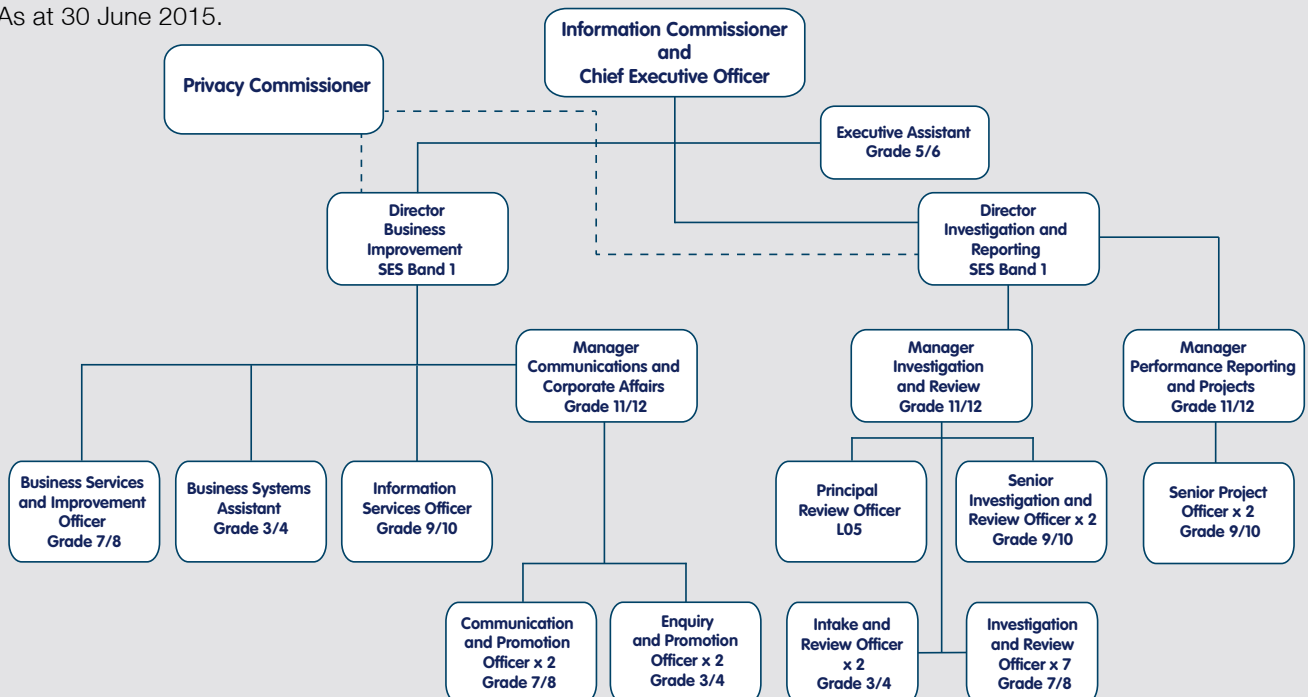 As at 30 June 2015.
Information Commissioner
and
Chief Executive Officer
Privacy Commissioner
Executive Assistant
Grade 5/6
Director
Business
Improvement
SES Band 1
Director
Investigation and
Reporting
SES Band 1
Manager
Communications and
Corporate Affairs
Grade 11/12
Manager
Investigation
and Review
Grade 11/12
Manager
Performance Reporting
and Projects
Grade 11/12
Business Services
and Improvement
Officer
Grade 7/8
Business Systems
Assistant
Grade 3/4
Information
Services Officer
Grade 9/10
Principal
Review Officer
L05
Senior
Investigation and
Review Officer x 2
Grade 9/10
Senior Project
Officer x 2
Grade 9/10
Communication
and Promotion
Officer x 2
Grade 7/8
Enquiry
and Promotion
Officer x 2
Grade 3/4
Intake and
Review Officer
x 2
Grade 3/4
Investigation
and Review
Officer x 7
Grade 7/8